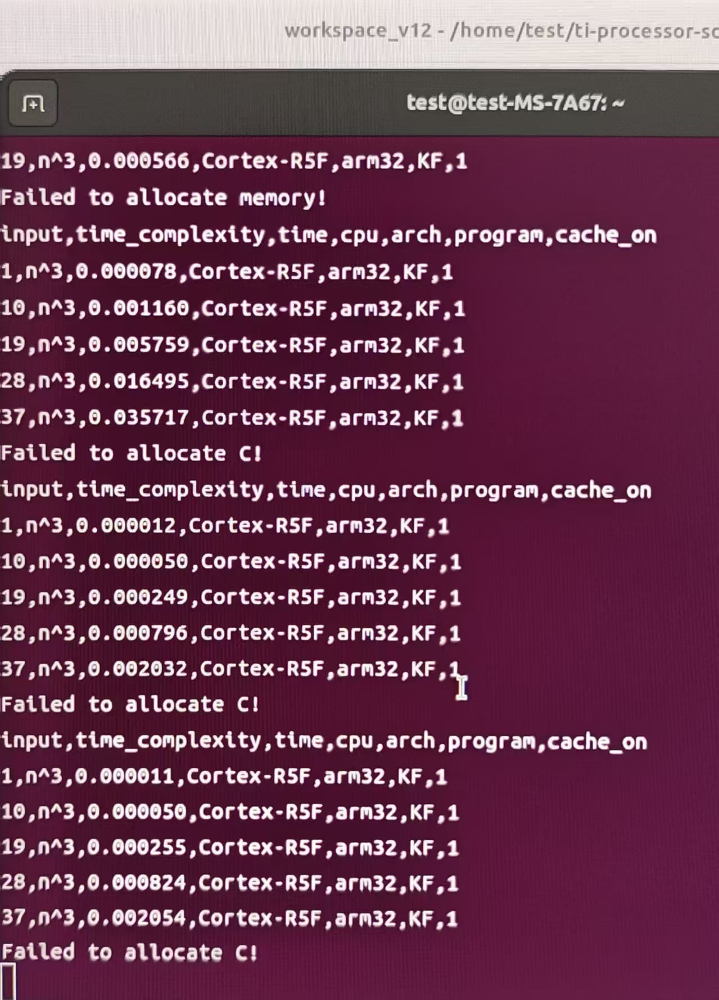 workspace_v12 - /home/test/ti-processor-sd
test@test-MS-7A67: ~
19,n^3,0.000566,Cortex-R5F,arm32,KF,1
Failed to allocate memory!
input,time_complexity,time,cpu,arch,program,cache_on
1,n^3,0.000078,Cortex-R5F,arm32,KF,1
10,n^3,0.001160,Cortex-R5F,arm32,KF,1
19,n^3,0.005759,Cortex-R5F,arm32,KF,1
28,n^3,0.016495,Cortex-R5F,arm32,KF,1
37,n^3,0.035717,Cortex-R5F,arm32,KF,1
Failed to allocate C!
input,time_complexity,time,cpu,arch,program,cache_on
1,n^3,0.000012,Cortex-R5F,arm32,KF,1
10,n^3,0.000050,Cortex-R5F,arm32,KF,1
19,n^3,0.000249,Cortex-R5F,arm32,KF,1
28,n^3,0.000796,Cortex-R5F,arm32,KF,1
37,n^3,0.002032,Cortex-R5F,arm32,KF,1
Failed to allocate C!
input,time_complexity,time,cpu,arch,program,cache_on
1,n^3,0.000011,Cortex-R5F,arm32,KF,1
10,n^3,0.000050,Cortex-R5F,arm32,KF,1
19,n^3,0.000255,Cortex-R5F,arm32,KF,1
28,n^3,0.000824,Cortex-R5F,arm32,KF,1
37,n^3,0.002054,Cortex-R5F,arm32,KF,1
Failed to allocate C!